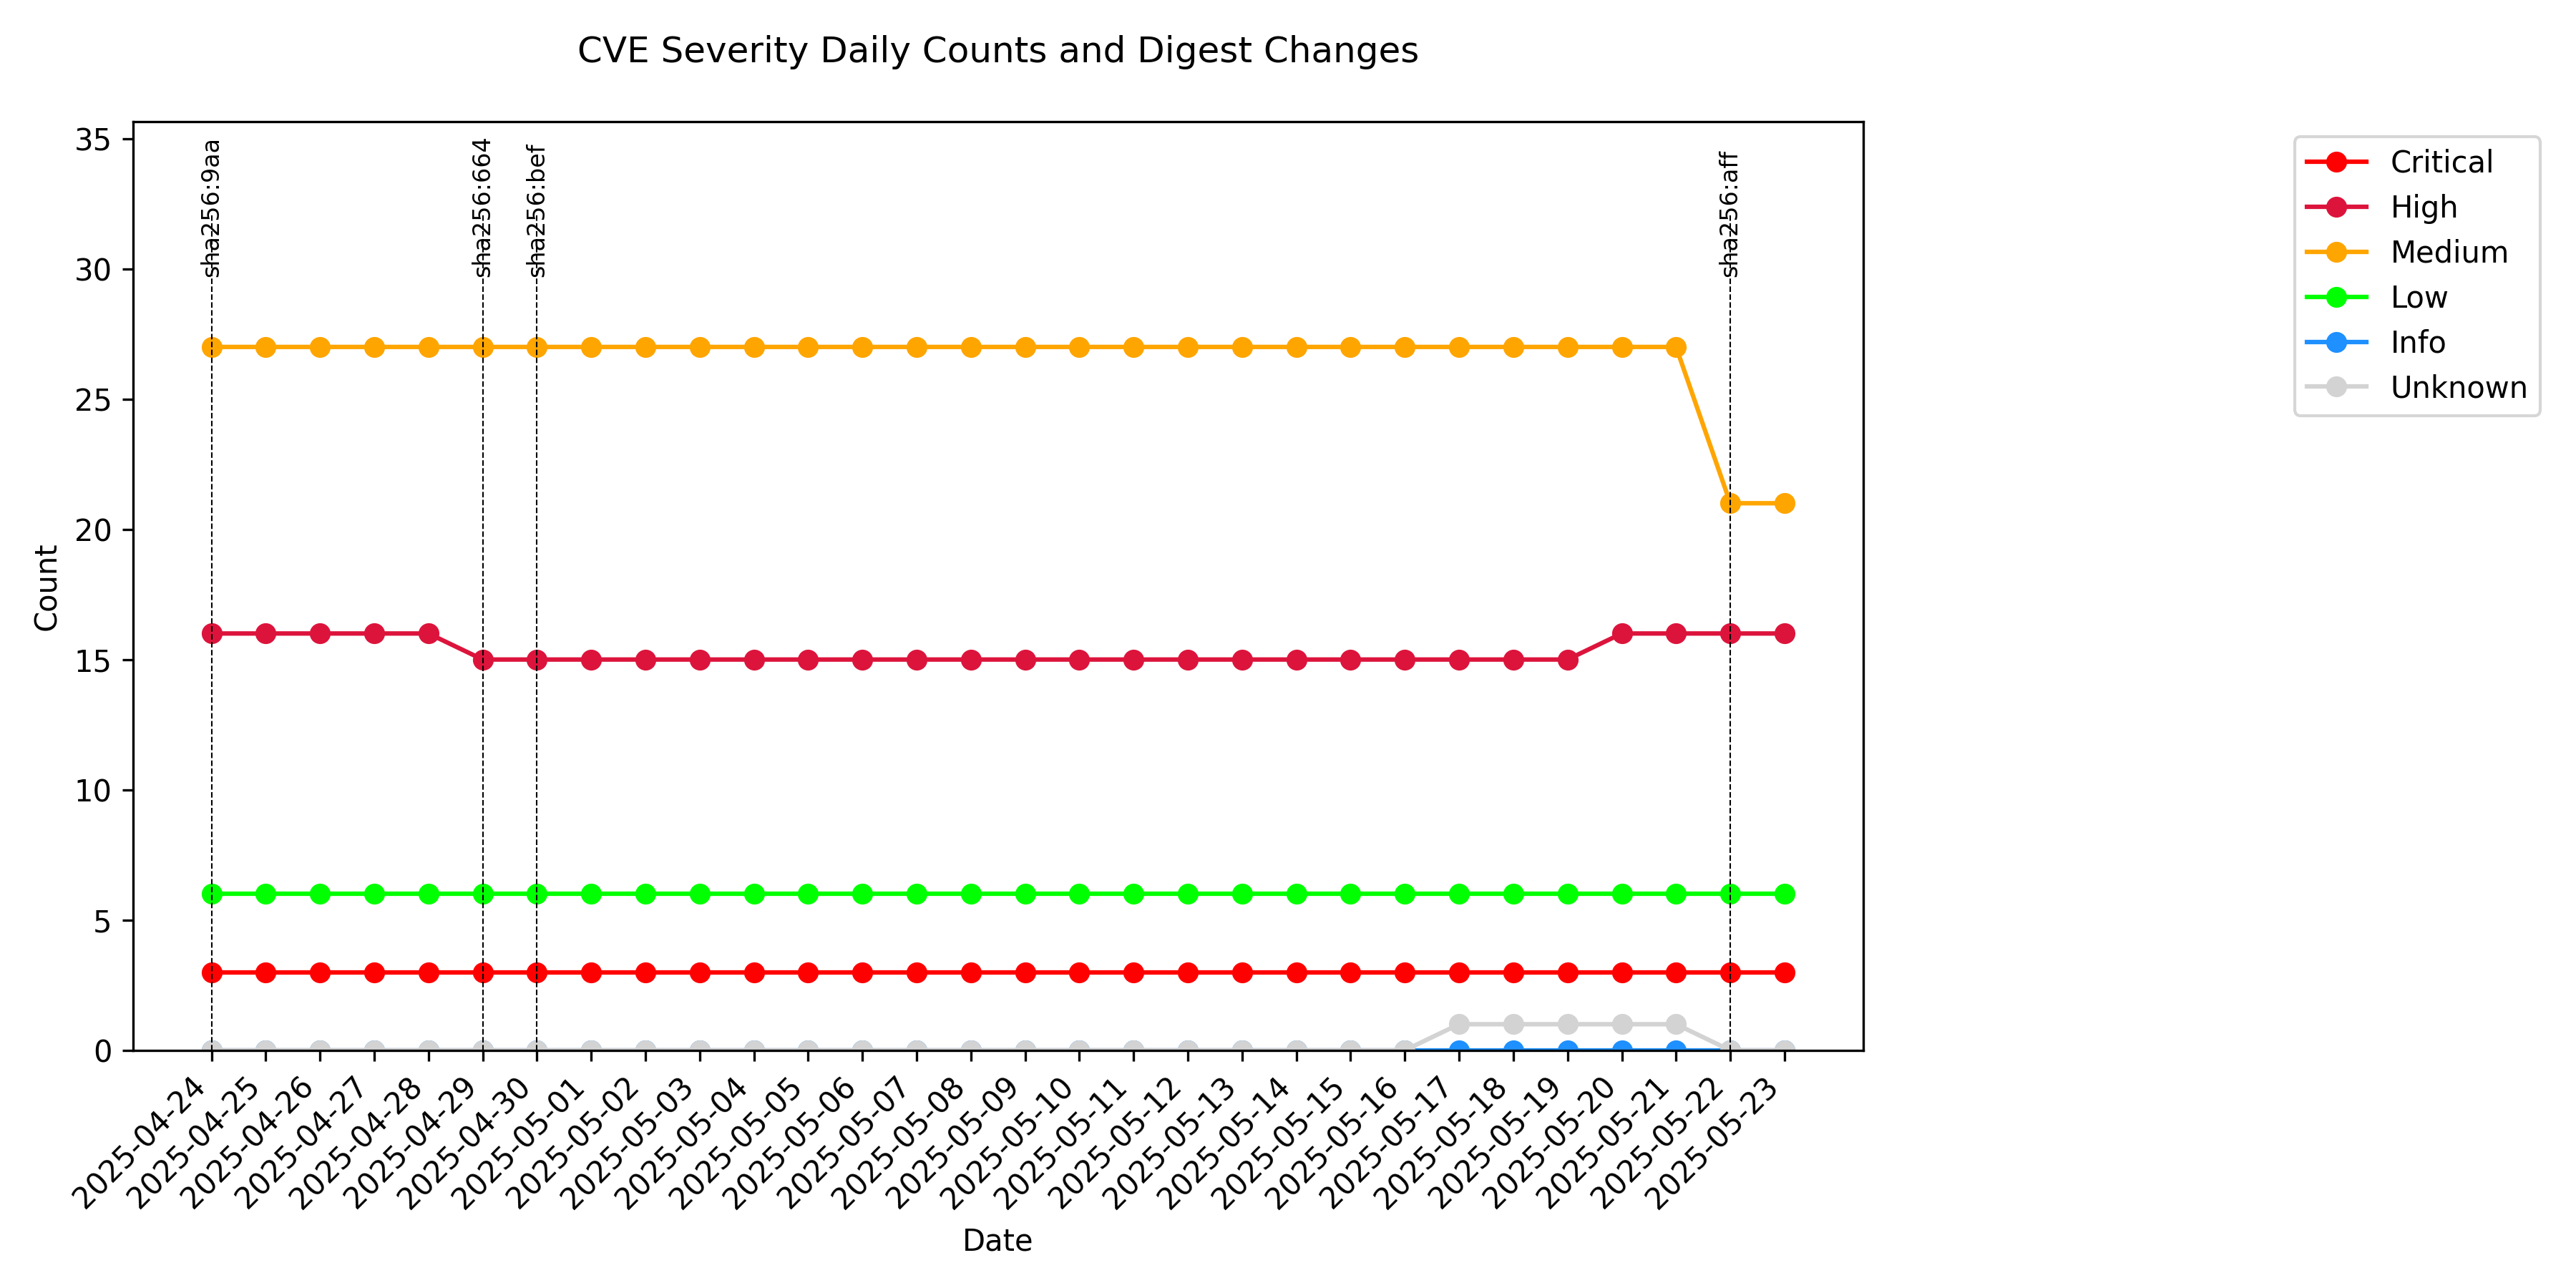 CVE Severity Daily Counts and Digest Changes
35
30
25
20
15
10
5
0
Count
sha256:9aa
sha256:664
sha256:bef
sha256:aff
Critical
High
Medium
Low
Info
Unknown
2025-04-24
2025-04-25
2025-04-26
2025-04-27
2025-04-28
2025-04-29
2025-04-30
2025-05-01
2025-05-02
2025-05-03
2025-05-04
2025-05-05
2025-05-06
2025-05-07
2025-05-08
2025-05-09
2025-05-10
2025-05-11
2025-05-12
2025-05-13
2025-05-14
2025-05-15
2025-05-16
2025-05-17
2025-05-18
2025-05-19
2025-05-20
2025-05-21
2025-05-22
2025-05-23
Date